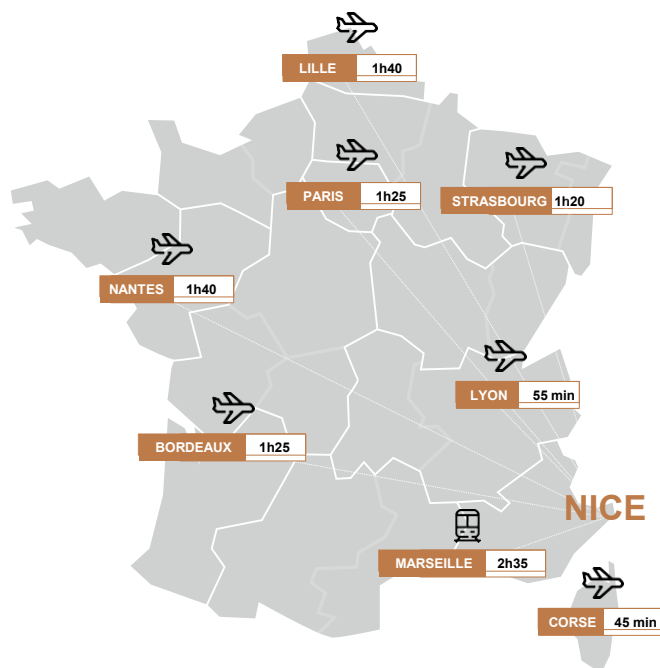 LILLE 1h40
PARIS 1h25
STRASBOURG 1h20
NANTES 1h40
LYON 55 min
BORDEAUX 1h25
NICE
MARSEILLE 2h35
CORSE 45 min